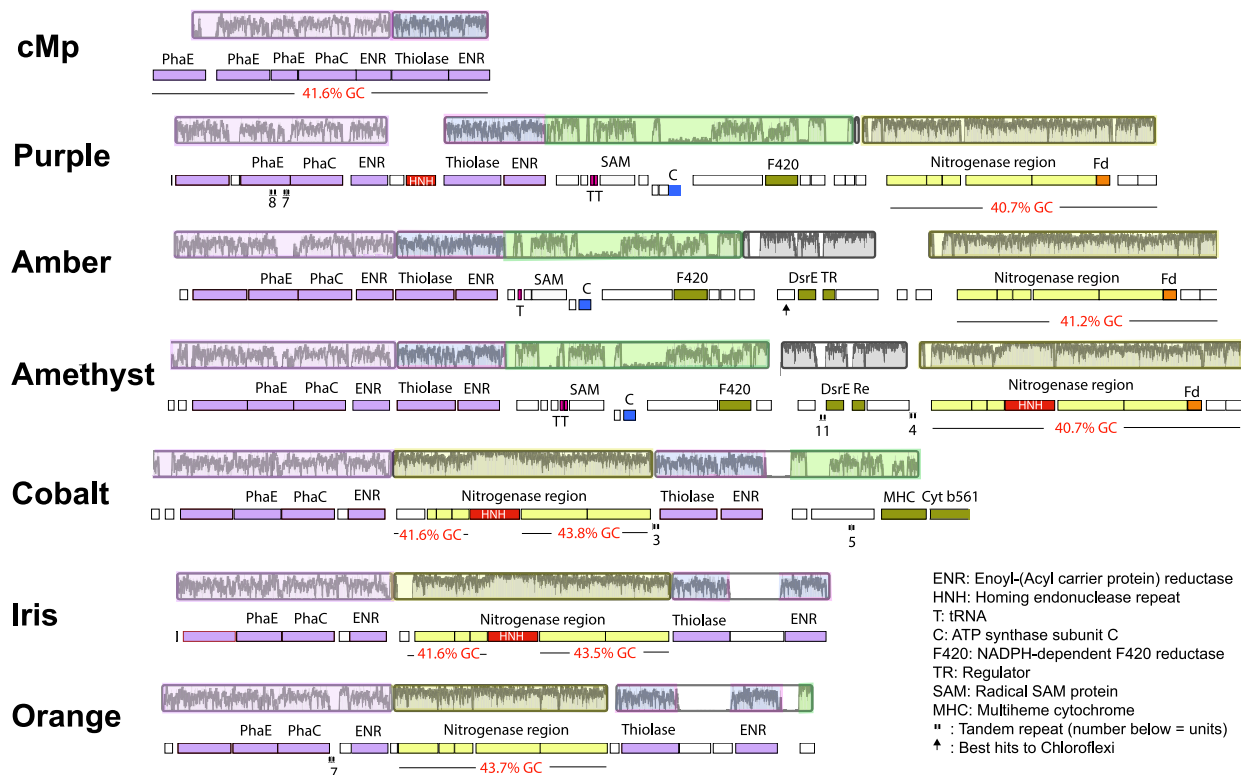 cMp
PhaE PhaE PhaE PhaC ENR Thiolase ENR
41.6% GC
Purple
PhaE PhaC ENR Thiolase ENR SAM C F420 Nitrogenase region Fd
HNH
8 7 TT
40.7% GC
Amber
PhaE PhaC ENR Thiolase ENR SAM C F420 DsrE TR Nitrogenase region Fd
T
41.2% GC
Amethyst
PhaE PhaC ENR Thiolase ENR SAM C F420 DsrE Re Nitrogenase region Fd
HNH
TT 11 4
40.7% GC
Cobalt
PhaE PhaC ENR Nitrogenase region Thiolase ENR MHC Cyt b561
HNH
41.6% GC 43.8% GC 3 5
Iris
PhaE PhaC ENR Nitrogenase region Thiolase ENR
HNH
41.6% GC 43.5% GC
Orange
PhaE PhaC ENR Nitrogenase region Thiolase ENR
7
43.7% GC
ENR: Enoyl-(Acyl carrier protein) reductase
HNH: Homing endonuclease repeat
T: tRNA
C: ATP synthase subunit C
F420: NADPH-dependent F420 reductase
TR: Regulator
SAM: Radical SAM protein
MHC: Multiheme cytochrome
: Tandem repeat (number below = units)
: Best hits to Chloroflexi